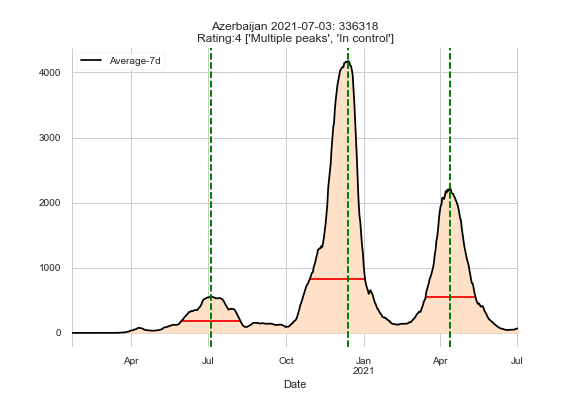 Azerbaijan 2021-07-03: 336318
Rating:4 ['Multiple peaks', 'In control']
Average-7d
4000
3000
2000
1000
0
Apr
Jul
Oct
Jan
2021
Apr
Jul
Date